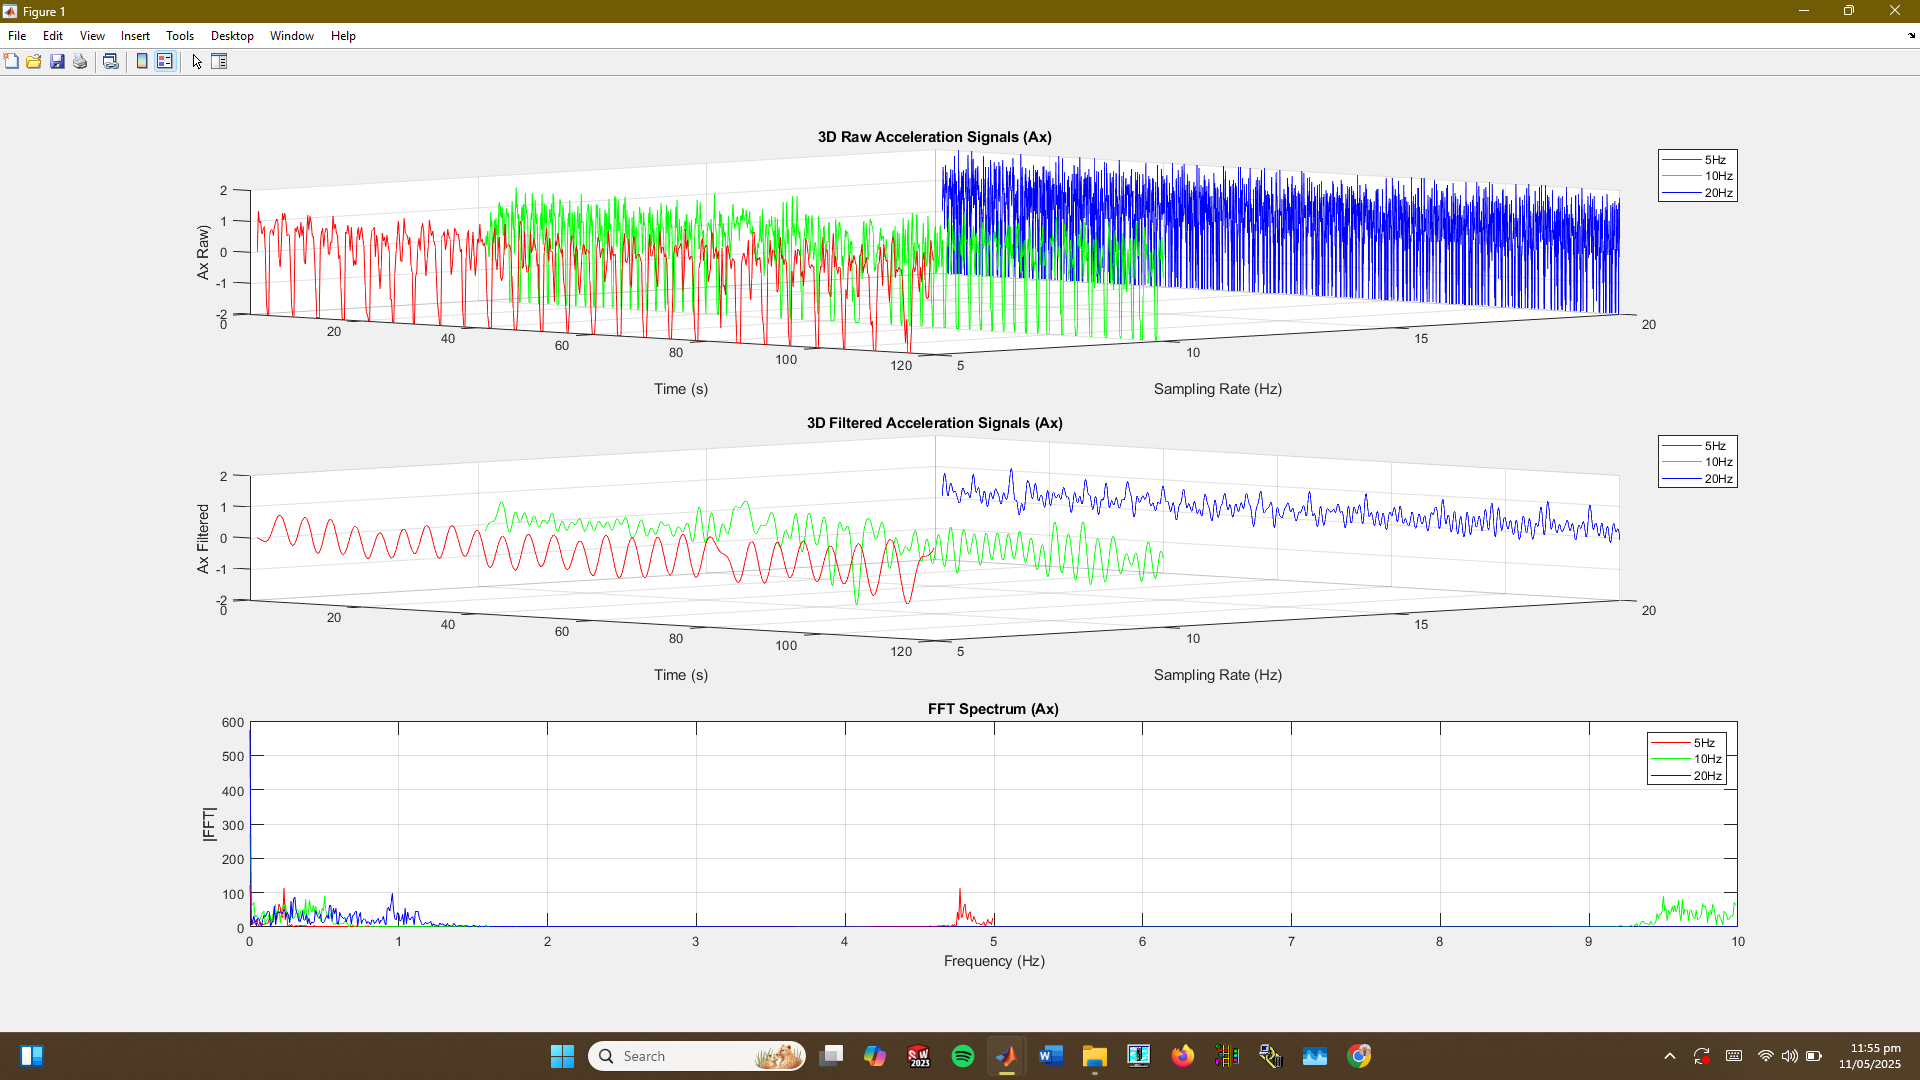 Figure 1
File Edit View Insert Tools Desktop Window Help
3D Raw Acceleration Signals (Ax)
5Hz
10Hz
20Hz
Ax Raw)
2
1
0
-1
-2
0 20 40 60 80 100 120
5 10 15 20
Time (s)
Sampling Rate (Hz)
3D Filtered Acceleration Signals (Ax)
5Hz
10Hz
20Hz
Ax Filtered
2
1
0
-1
-2
0 20 40 60 80 100 120
5 10 15 20
Time (s)
Sampling Rate (Hz)
FFT Spectrum (Ax)
5Hz
10Hz
20Hz
|FFT|
600
500
400
300
200
100
0
0 1 2 3 4 5 6 7 8 9 10
Frequency (Hz)
Search
SW
2023
W
11:55 pm
11/05/2025